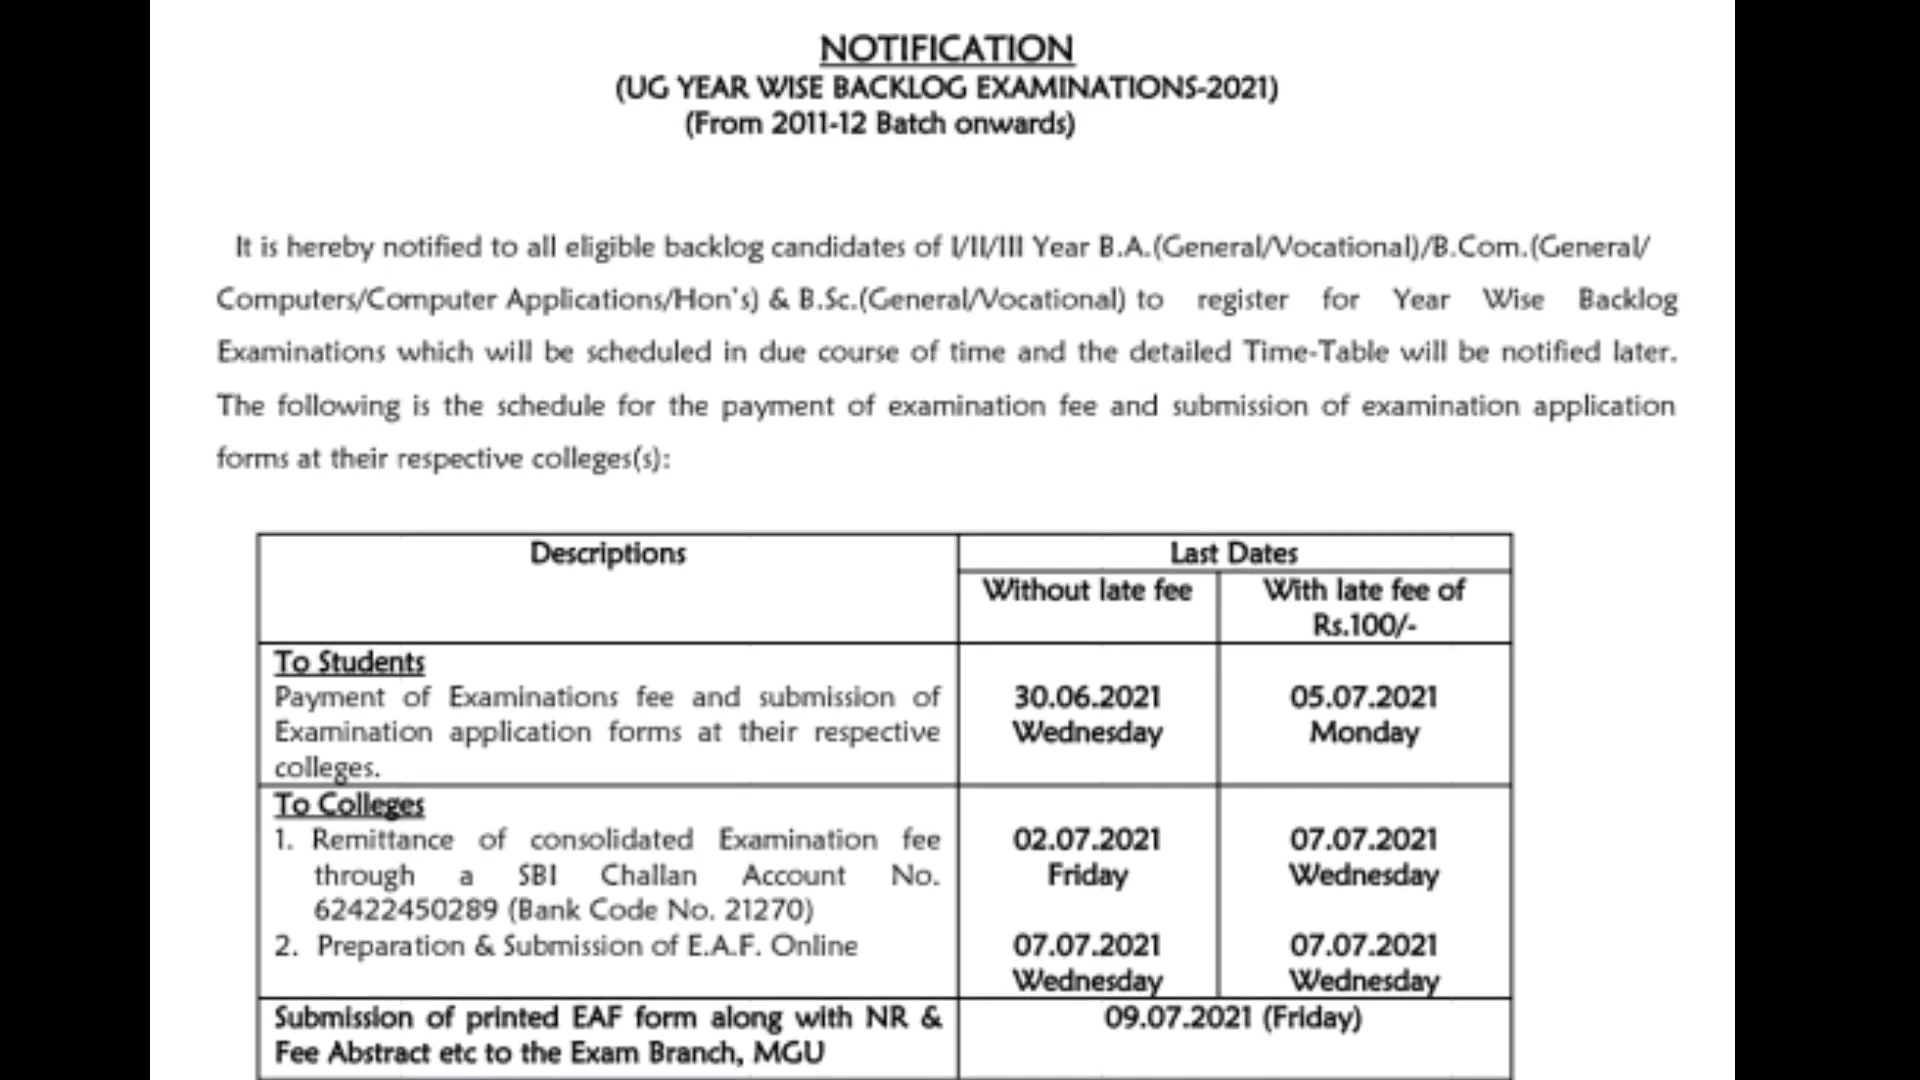 NOTIFICATION
(UG YEAR WISE BACKLOG EXAMINATIONS-2021)
(From 2011-12 Batch onwards)
It is hereby notified to all eligible backlog candidates of I/II/III Year B.A.(General/Vocational)/B.Com.(General/
Computers/Computer Applications/Hon's) & B.Sc.(General/Vocational) to register for Year Wise Backlog
Examinations which will be scheduled in due course of time and the detailed Time-Table will be notified later.
The following is the schedule for the payment of examination fee and submission of examination application
forms at their respective colleges(s):
Descriptions
Last Dates
Without late fee
With late fee of
Rs.100/-
To Students
Payment of Examinations fee and submission of
Examination application forms at their respective
colleges.
30.06.2021
Wednesday
05.07.2021
Monday
To Colleges
1. Remittance of consolidated Examination fee
through a SBI Challan Account No.
62422450289 (Bank Code No. 21270)
2. Preparation & Submission of E.A.F. Online
02.07.2021
Friday
07.07.2021
Wednesday
07.07.2021
Wednesday
07.07.2021
Wednesday
Submission of printed EAF form along with NR &
Fee Abstract etc to the Exam Branch, MGU
09.07.2021 (Friday)